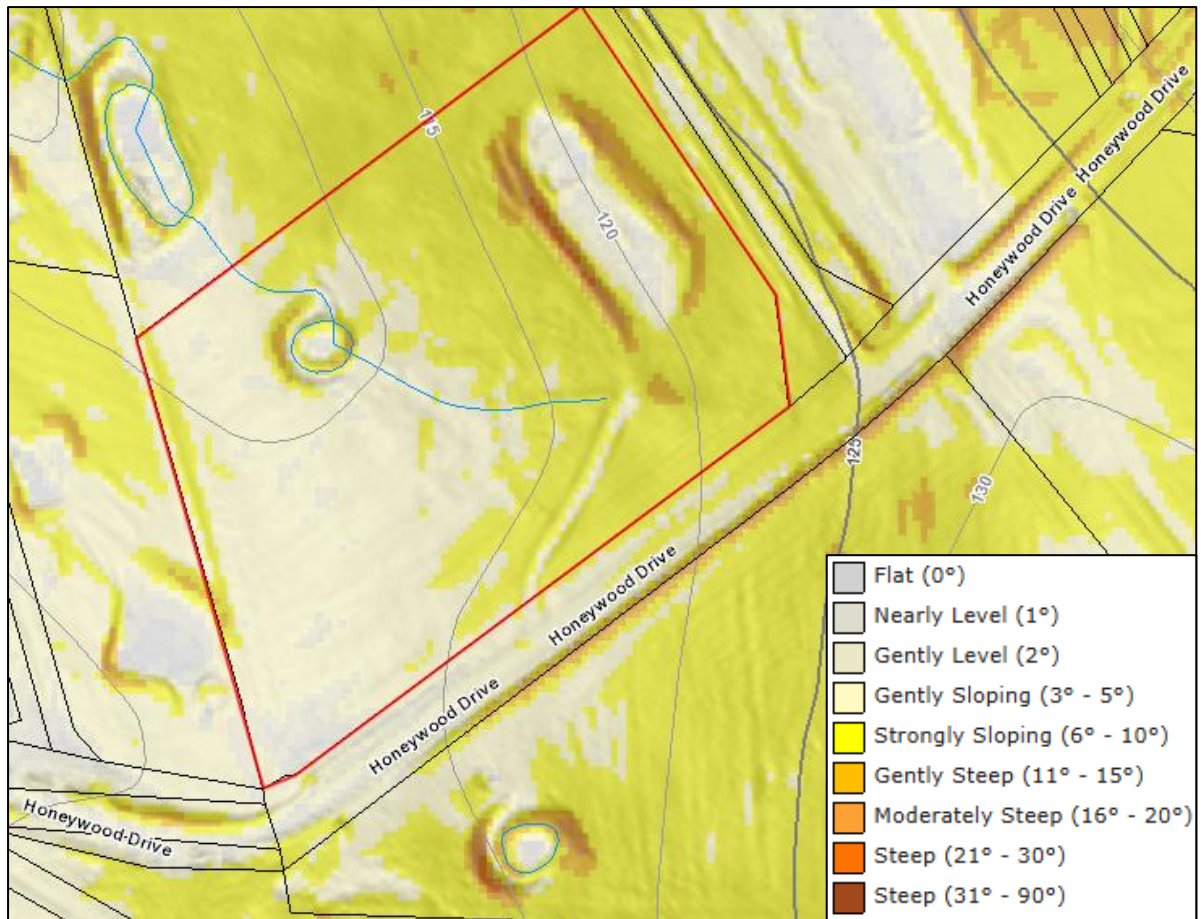 115
120
Honeywood Drive
Honeywood Drive
125
130
Honeywood Drive
Honeywood Drive
Honeywood Drive
Flat (0°)
Nearly Level (1°)
Gently Level (2°)
Gently Sloping (3° - 5°)
Strongly Sloping (6° - 10°)
Gently Steep (11° - 15°)
Moderately Steep (16° - 20°)
Steep (21° - 30°)
Steep (31° - 90°)